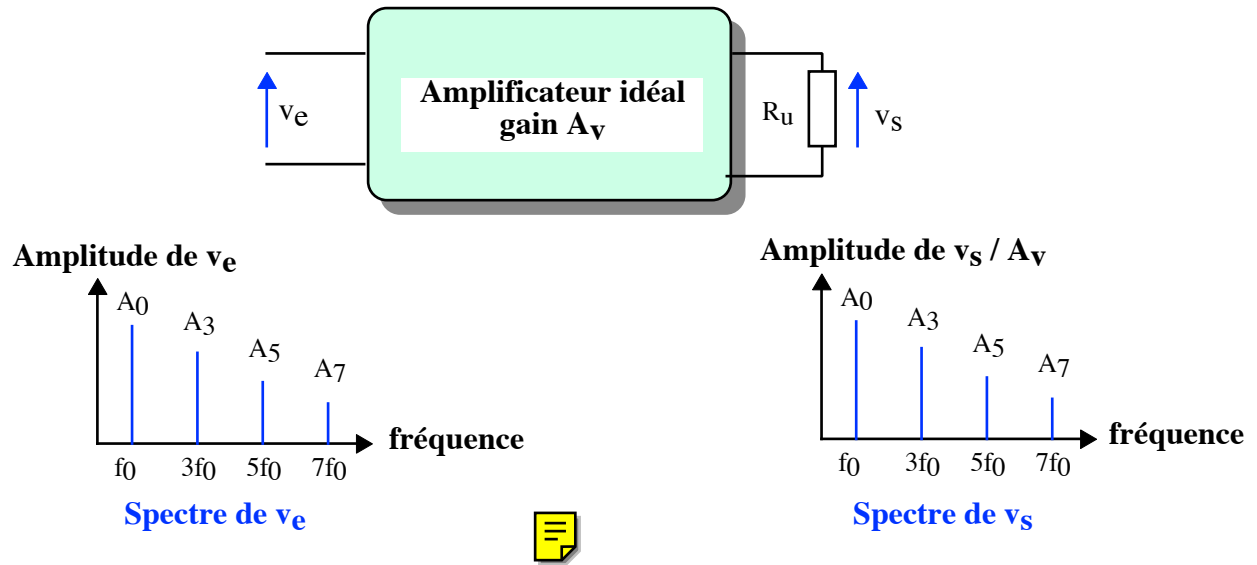 Amplificateur idéal
gain Av
ve
Ru
vs
Amplitude de ve
A0
A3
A5
A7
fréquence
f0
3f0
5f0
7f0
Spectre de ve
Amplitude de vs / Av
A0
A3
A5
A7
fréquence
f0
3f0
5f0
7f0
Spectre de vs